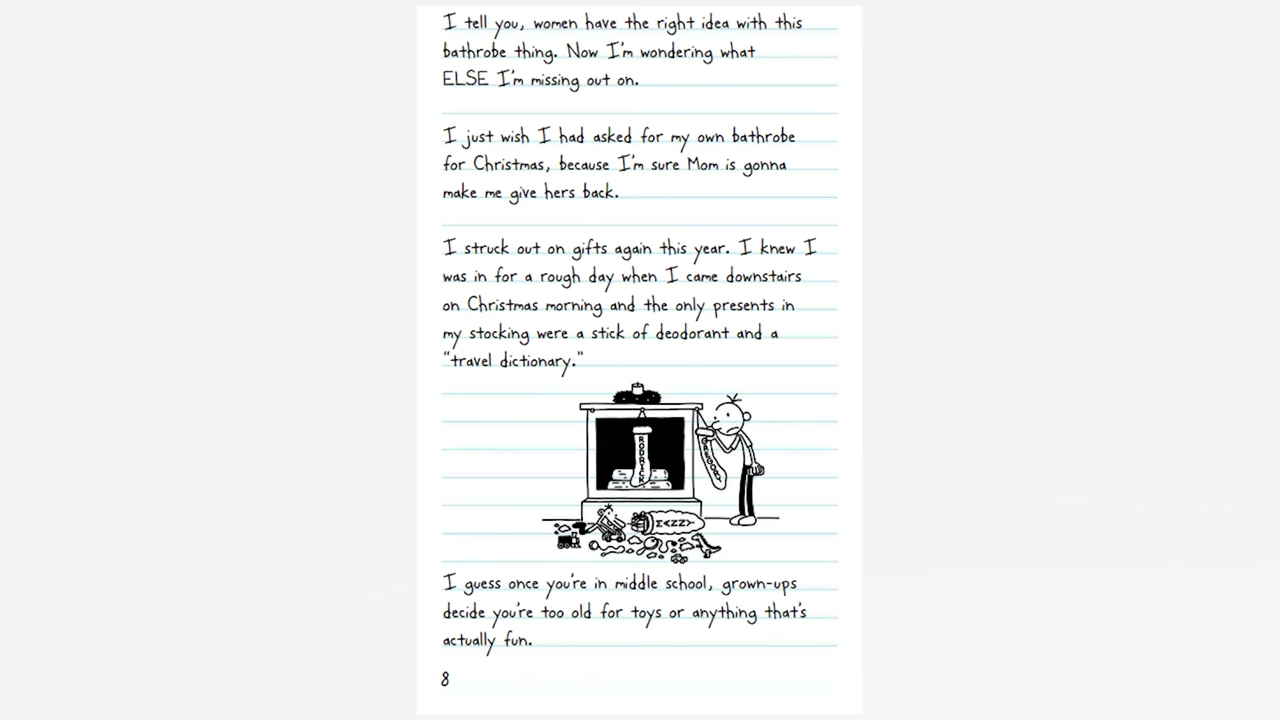 I tell you, women have the right idea with this
bathrobe thing. Now I'm wondering what
ELSE I'm missing out on.
I just wish I had asked for my own bathrobe
for Christmas, because I'm sure Mom is gonna
make me give hers back.
I struck out on gifts again this year. I knew I
was in for a rough day when I came downstairs
on Christmas morning and the only presents in
my stocking were a stick of deodorant and a
"travel dictionary."
RODRICK
GREGORY
MANNY
I guess once you're in middle school, grown-ups
decide you're too old for toys or anything that's
actually fun.
8